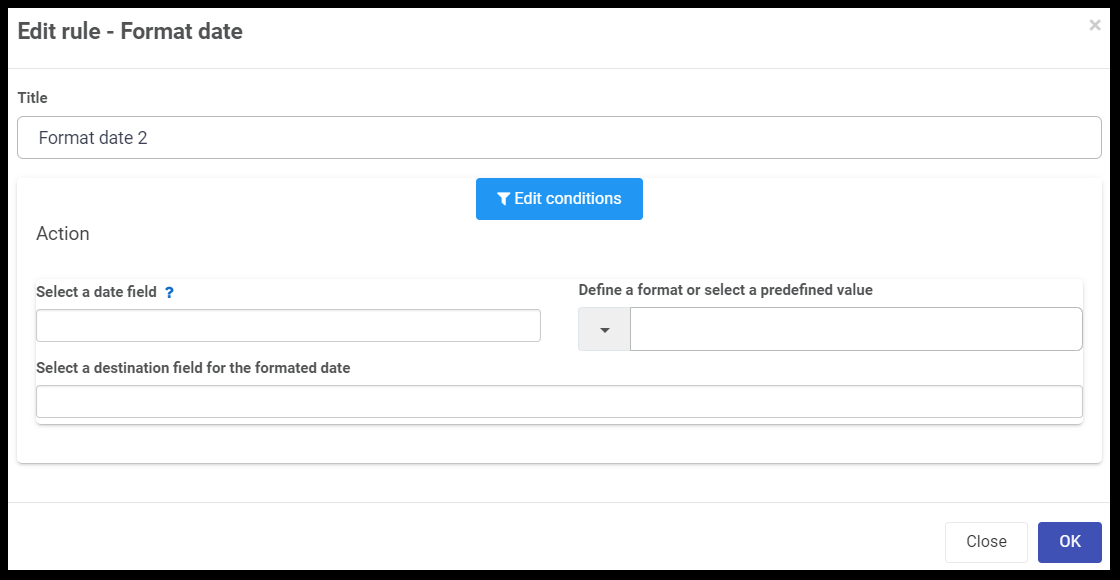 Edit rule - Format date
×
Title
Format date 2
Edit conditions
Action
Select a date field ?
Define a format or select a predefined value
Select a destination field for the formated date
Close
OK